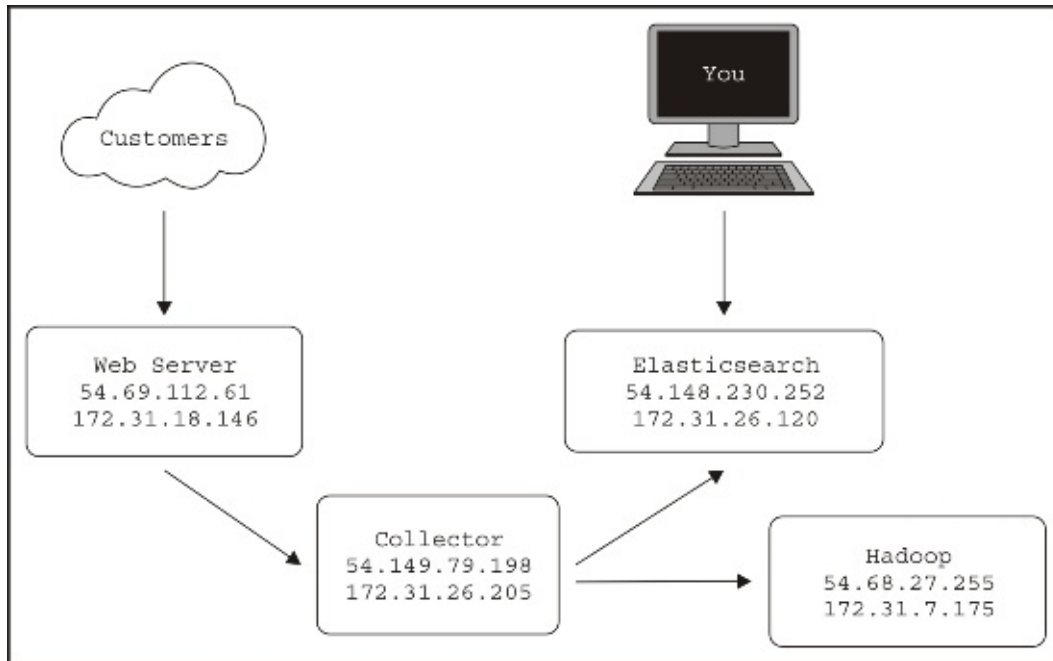 Customers
You
Web Server
54.69.112.61
172.31.18.146
Elasticsearch
54.148.230.252
172.31.26.120
Collector
54.149.79.198
172.31.26.205
Hadoop
54.68.27.255
172.31.7.175